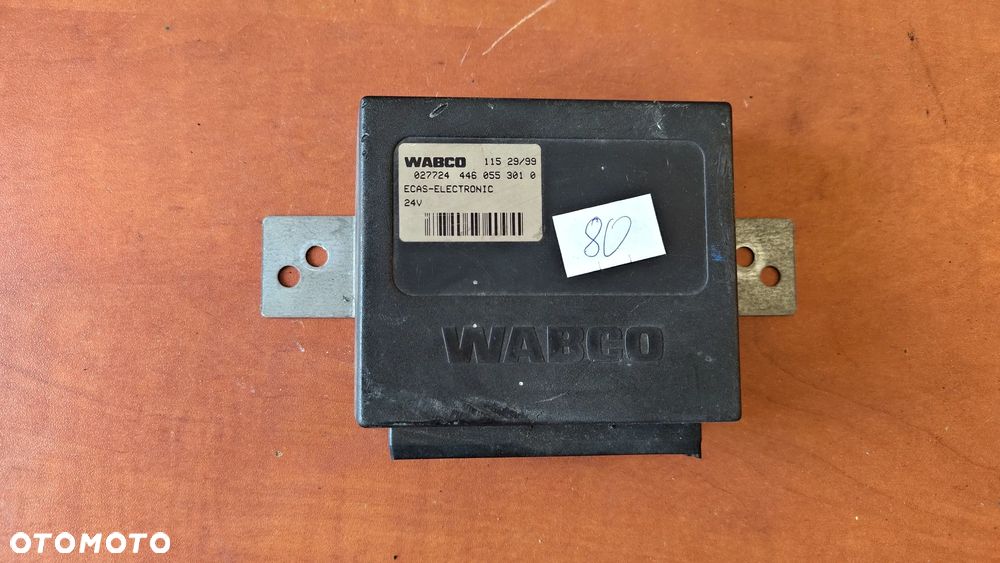 WABCO 115 29/99
027724 446 055 301 0
ECAS-ELECTRONIC
24V
80
WABCO
OTOMOTO